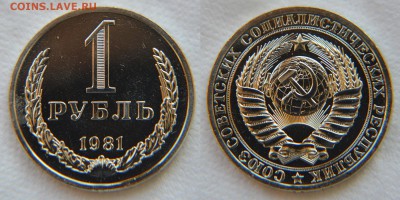 COINS.LAVE.RU
1
РУБЛЬ
1981
СОЮЗ СОВЕТСКИХ СОЦИАЛИСТИЧЕСКИХ РЕСПУБЛИК